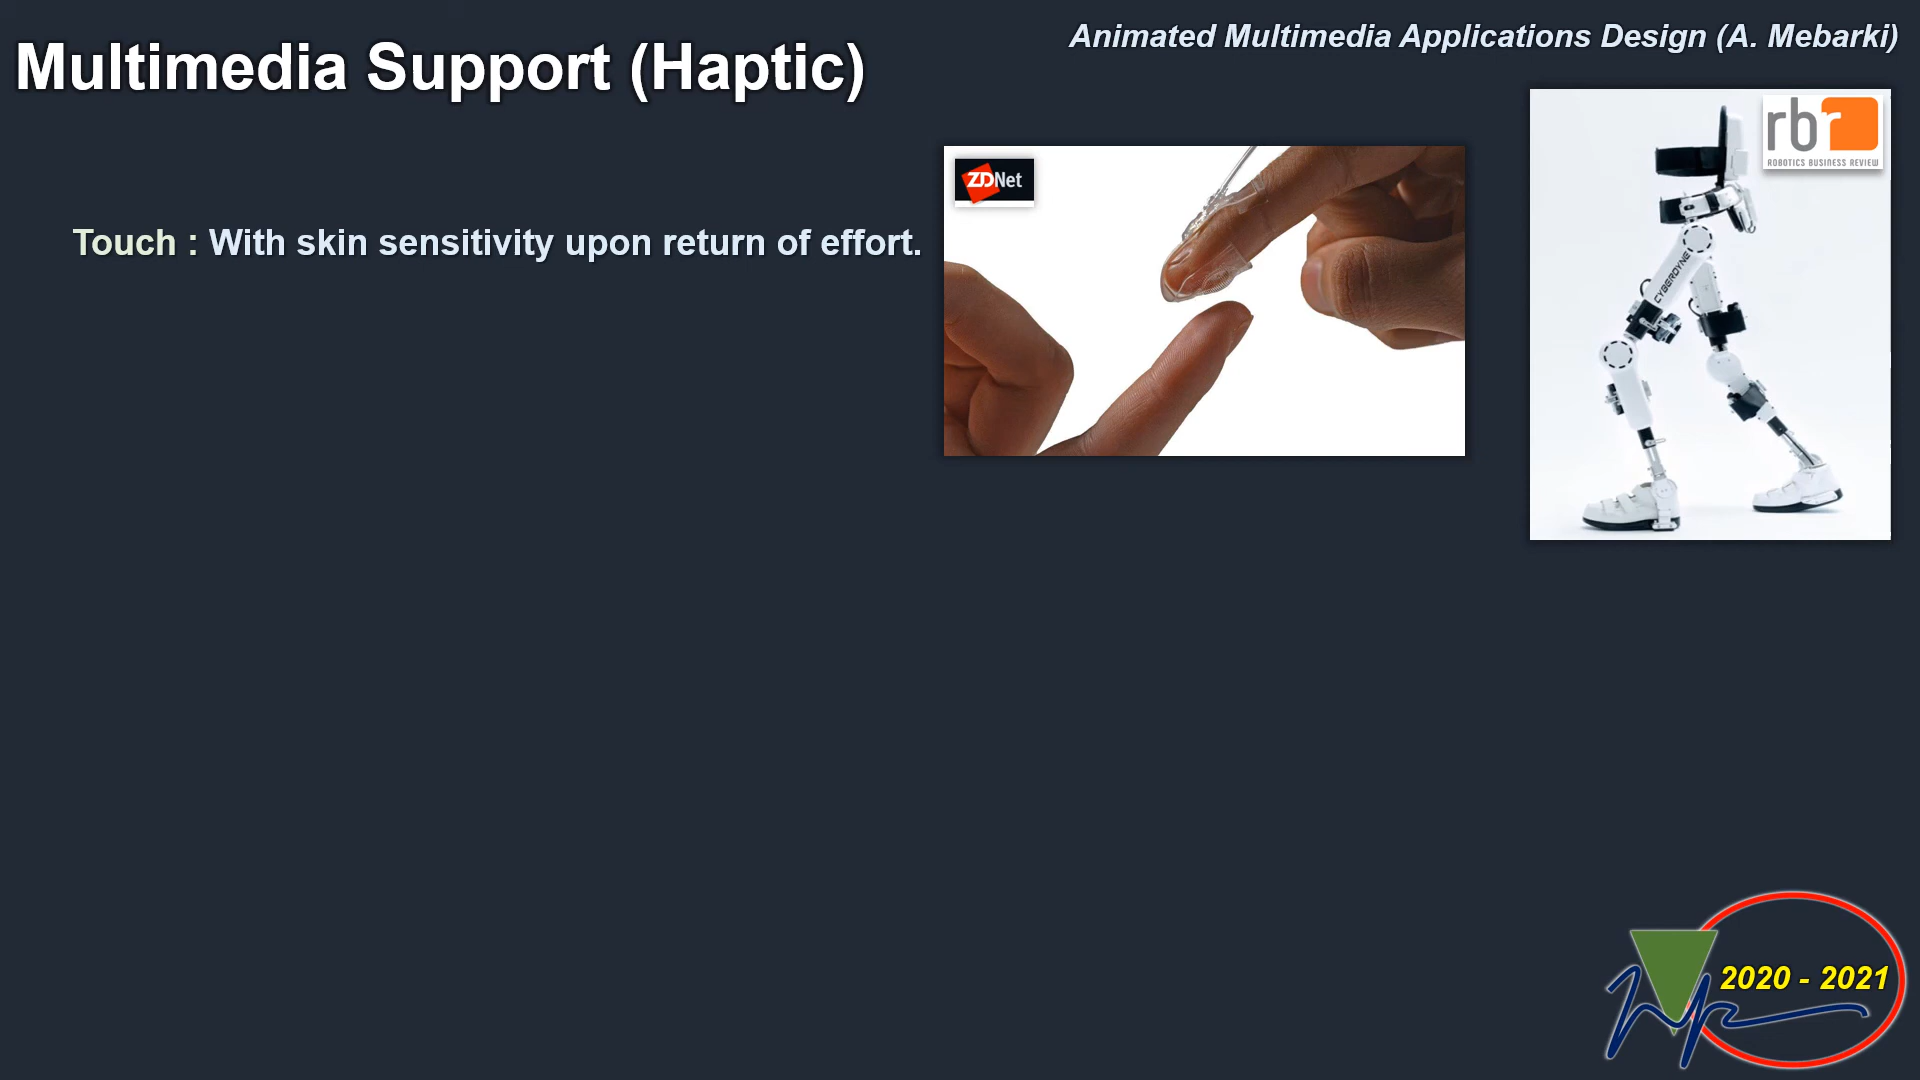 Animated Multimedia Applications Design (A. Mebarki)
Multimedia Support (Haptic)
rbr
ROBOTICS BUSINESS REVIEW
ZDNet
Touch : With skin sensitivity upon return of effort.
CYBERDYNE
2020 - 2021